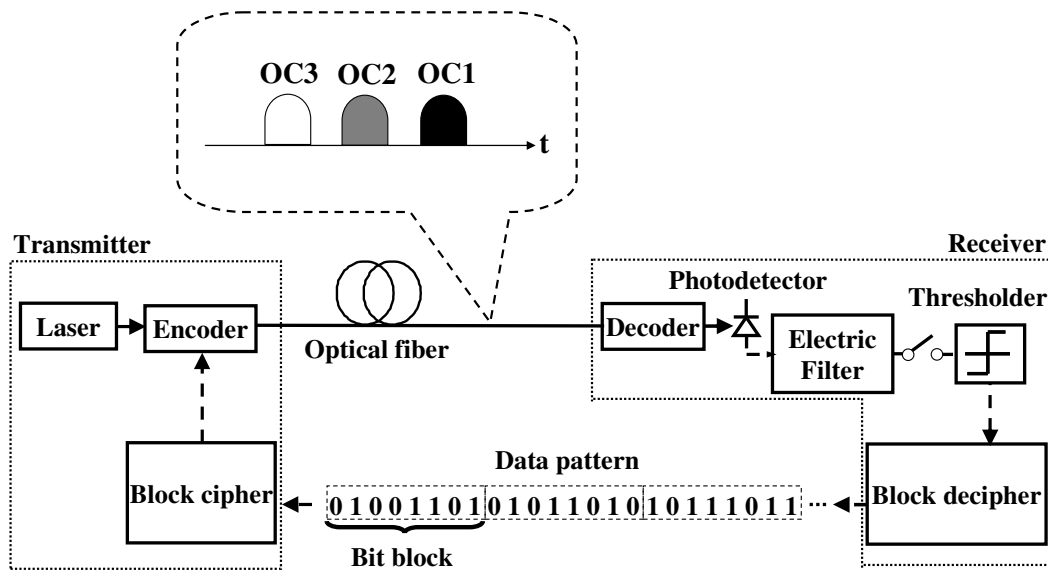 OC3 OC2 OC1
t
Transmitter
Receiver
Photodetector
Thresholder
Laser
Encoder
Optical fiber
Decoder
Electric
Filter
Data pattern
Block cipher
0 1 0 0 1 1 0 1 0 1 0 1 1 0 1 0 1 0 1 1 1 0 1 1 ...
Block decipher
Bit block